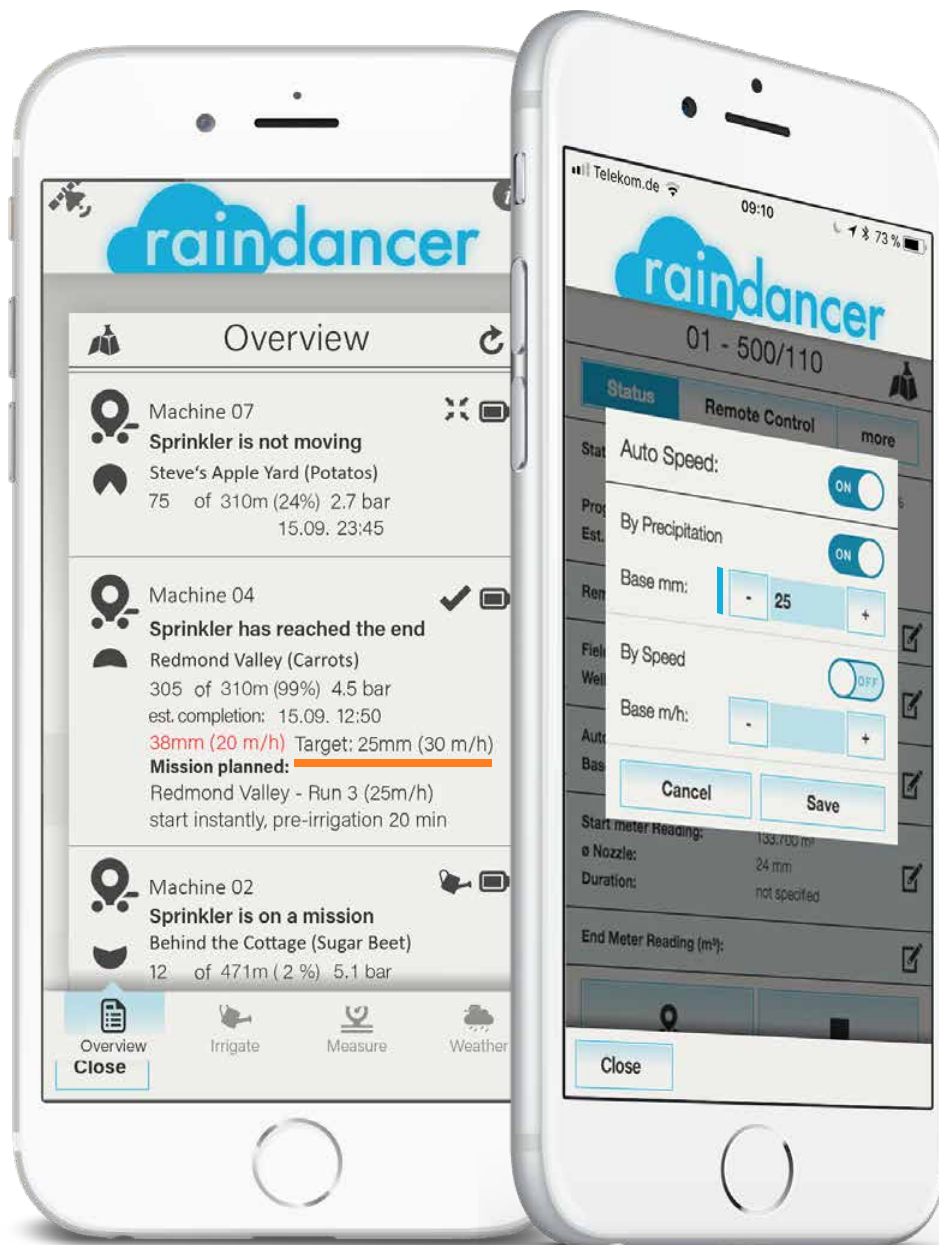 raindancer
Overview
Machine 07
Sprinkler is not moving
Steve's Apple Yard (Potatos)
75 of 310m (24%) 2.7 bar
15.09. 23:45
Machine 04
Sprinkler has reached the end
Redmond Valley (Carrots)
305 of 310m (99%) 4.5 bar
est. completion: 15.09. 12:50
38mm (20 m/h) Target: 25mm (30 m/h)
Mission planned:
Redmond Valley - Run 3 (25m/h)
start instantly, pre-irrigation 20 min
Machine 02
Sprinkler is on a mission
Behind the Cottage (Sugar Beet)
12 of 471m ( 2 %) 5.1 bar
Overview Irrigate Measure Weather
Close
Telekom.de 09:10 73 %
raindancer
01 - 500/110
Status Remote Control more
Auto Speed: ON
By Precipitation ON
Base mm: - 25 +
By Speed OFF
Base m/h: - +
Cancel Save
Start meter Reading: 133.700 m³
ø Nozzle: 24 mm
Duration: not specified
End Meter Reading (m³):
Close